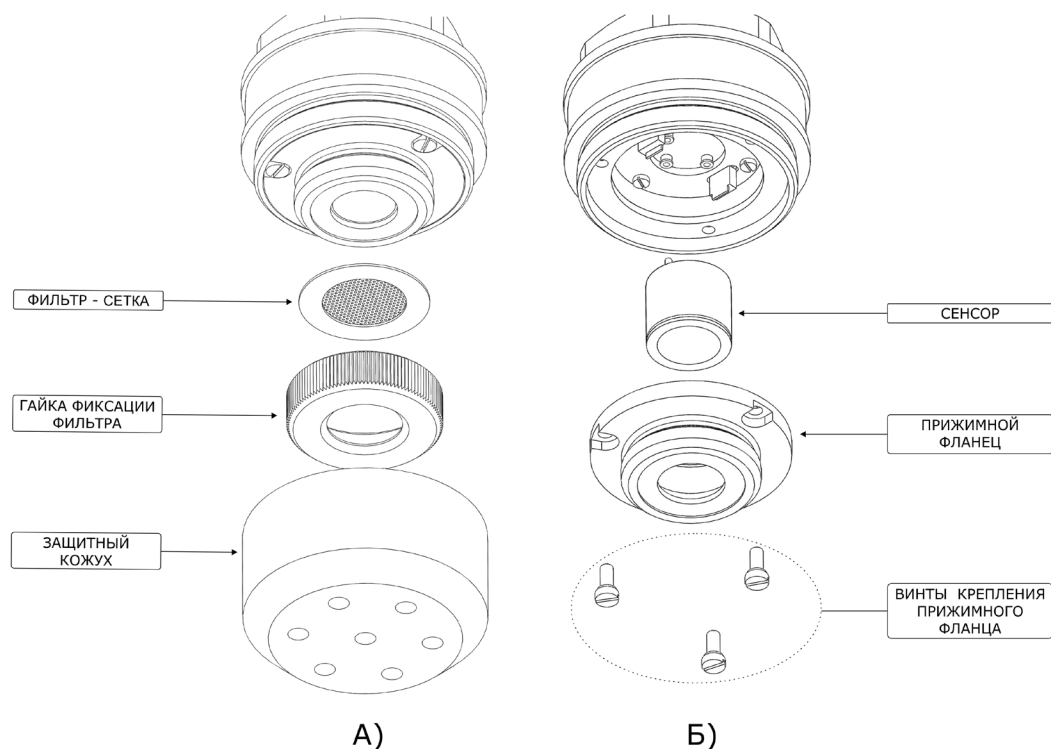 ФИЛЬТР - СЕТКА
ГАЙКА ФИКСАЦИИ
ФИЛЬТРА
ЗАЩИТНЫЙ
КОЖУХ
А)
СЕНСОР
ПРИЖИМНОЙ
ФЛАНЕЦ
ВИНТЫ КРЕПЛЕНИЯ
ПРИЖИМНОГО
ФЛАНЦА
Б)